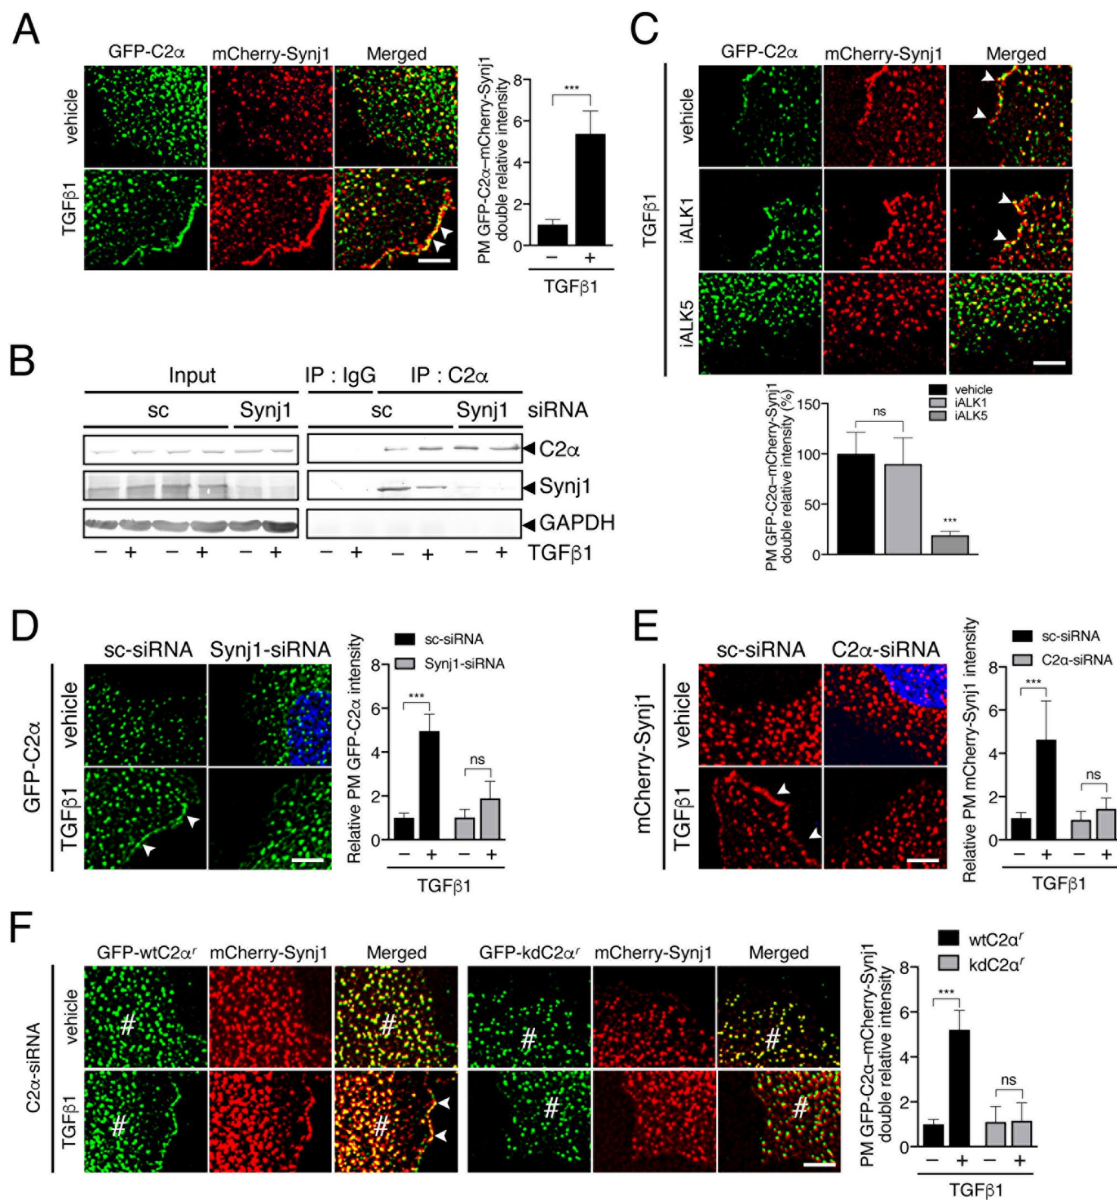 A
GFP-C2α mCherry-Synj1 Merged
vehicle
TGFβ1
PM GFP-C2α–mCherry-Synj1
double relative intensity
8
6
4
2
0
***
– +
TGFβ1
B
Input IP : IgG IP : C2α
sc Synj1 sc Synj1 siRNA
C2α
Synj1
GAPDH
– + – + – + – + – + – + TGFβ1
C
GFP-C2α mCherry-Synj1 Merged
TGFβ1
vehicle
iALK1
iALK5
vehicle
iALK1
iALK5
PM GFP-C2α–mCherry-Synj1
double relative intensity (%)
150
100
50
0
ns
***
D
sc-siRNA Synj1-siRNA
GFP-C2α
vehicle
TGFβ1
sc-siRNA
Synj1-siRNA
Relative PM GFP-C2α intensity
8
6
4
2
0
***
ns
– + – +
TGFβ1
E
sc-siRNA C2α-siRNA
mCherry-Synj1
vehicle
TGFβ1
sc-siRNA
C2α-siRNA
Relative PM mCherry-Synj1 intensity
8
6
4
2
0
***
ns
– + – +
TGFβ1
F
GFP-wtC2αʳ mCherry-Synj1 Merged GFP-kdC2αʳ mCherry-Synj1 Merged
C2α-siRNA
vehicle
# # # #
TGFβ1
# # # #
wtC2αʳ
kdC2αʳ
PM GFP-C2α–mCherry-Synj1
double relative intensity
8
6
4
2
0
***
ns
– + – +
TGFβ1